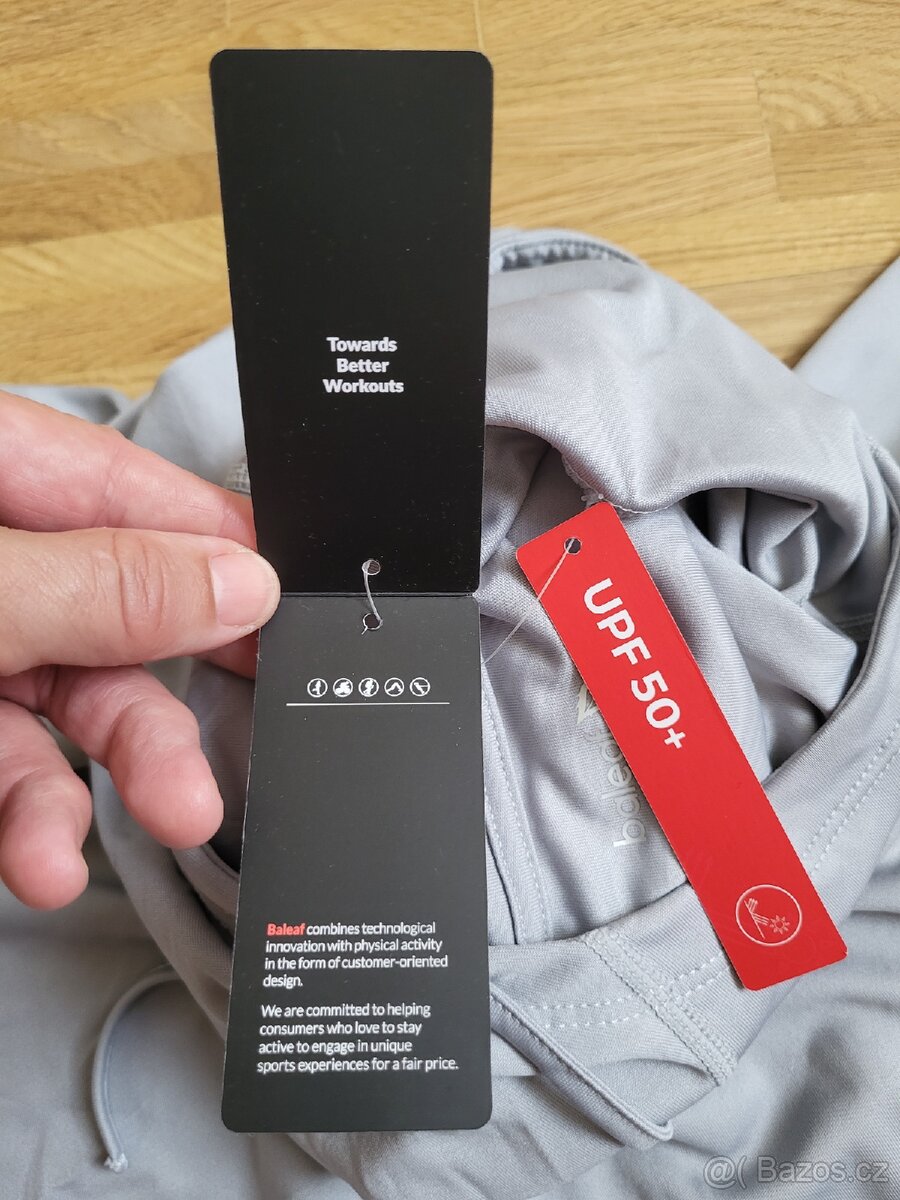 Towards
Better
Workouts
Baleaf combines technological
innovation with physical activity
in the form of customer-oriented
design.
We are committed to helping
consumers who love to stay
active to engage in unique
sports experiences for a fair price.
UPF 50+
baleaf
@( Bazos.cz